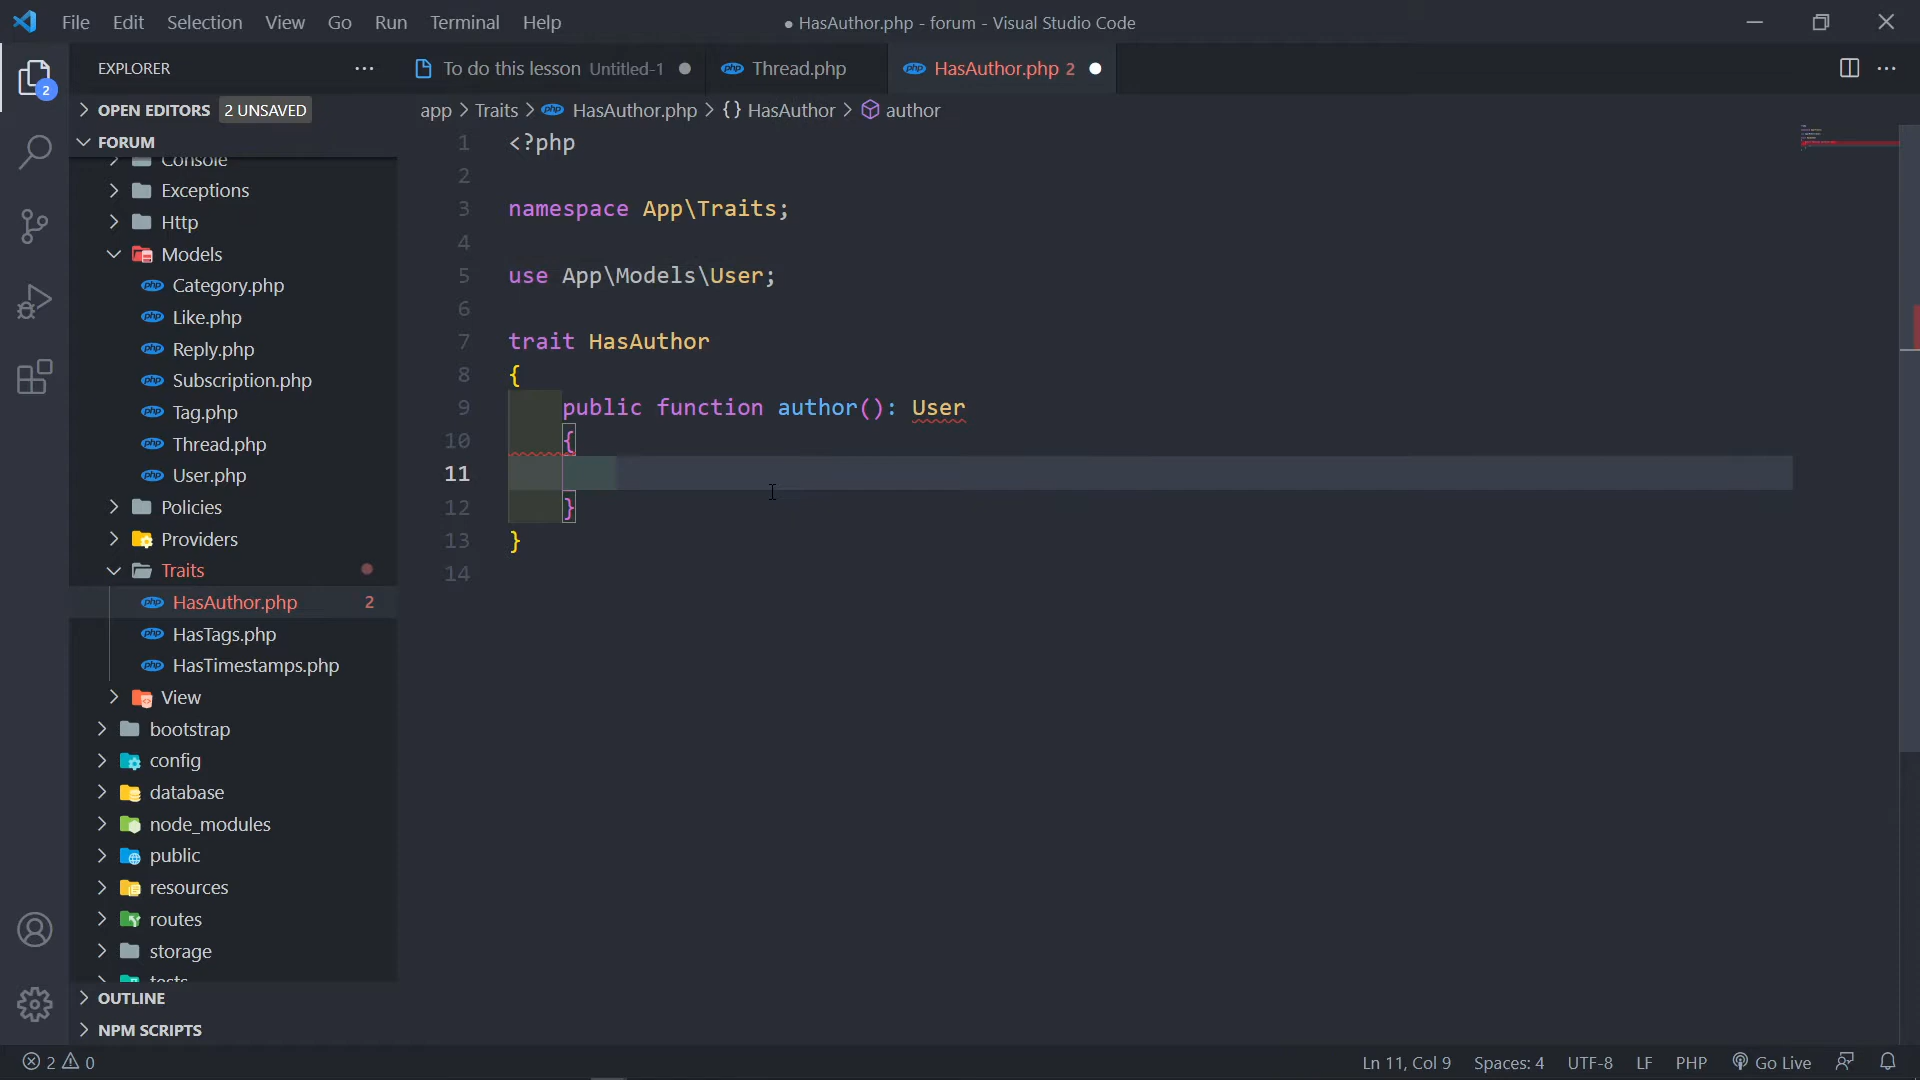 File Edit Selection View Go Run Terminal Help
● HasAuthor.php - forum - Visual Studio Code
EXPLORER
To do this lesson Untitled-1
Thread.php
HasAuthor.php 2
2
OPEN EDITORS 2 UNSAVED
FORUM
Console
Exceptions
Http
Models
Category.php
Like.php
Reply.php
Subscription.php
Tag.php
Thread.php
User.php
Policies
Providers
Traits
HasAuthor.php 2
HasTags.php
HasTimestamps.php
View
bootstrap
config
database
node_modules
public
resources
routes
storage
tests
OUTLINE
NPM SCRIPTS
app > Traits > HasAuthor.php > {} HasAuthor > author
1 <?php
2
3 namespace App\Traits;
4
5 use App\Models\User;
6
7 trait HasAuthor
8 {
9 public function author(): User
10 {
11
12 }
13 }
14
2 0
Ln 11, Col 9 Spaces: 4 UTF-8 LF PHP Go Live